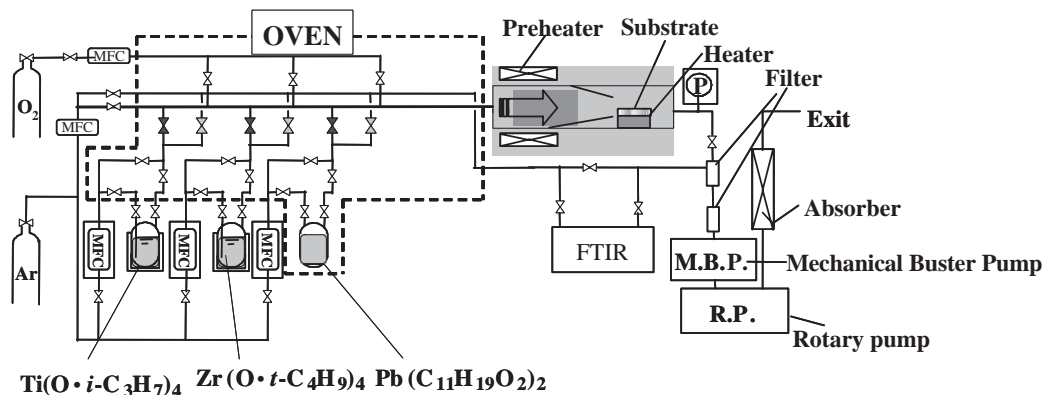 OVEN
Preheater
Substrate
Heater
Filter
MFC
P
O2
MFC
Exit
Absorber
Ar
MFC
MFC
MFC
FTIR
M.B.P.
Mechanical Buster Pump
R.P.
Rotary pump
Ti(O•i-C3H7)4 Zr(O•t-C4H9)4 Pb(C11H19O2)2